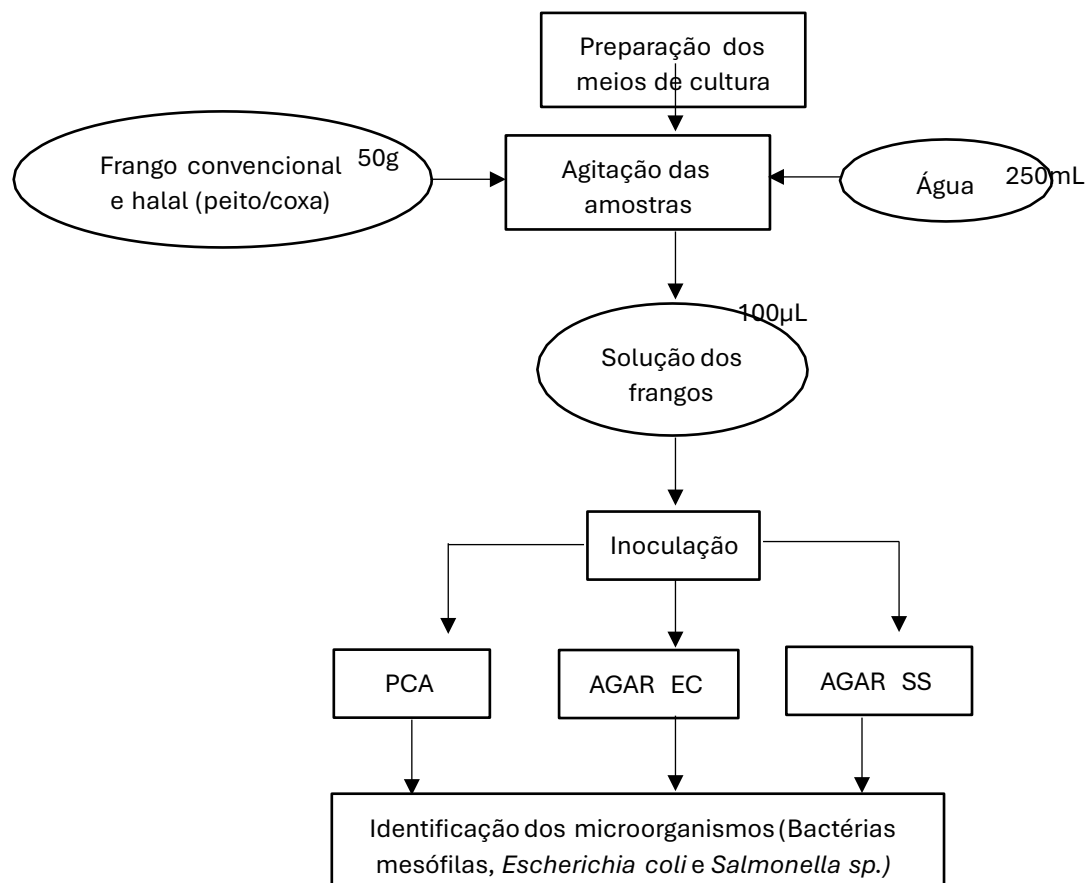 Preparação dos
meios de cultura
Frango convencional
e halal (peito/coxa)
50g
Agitação das
amostras
Água
250mL
100µL
Solução dos
frangos
Inoculação
PCA
AGAR EC
AGAR SS
Identificação dos microorganismos (Bactérias
mesófilas, Escherichia coli e Salmonella sp.)